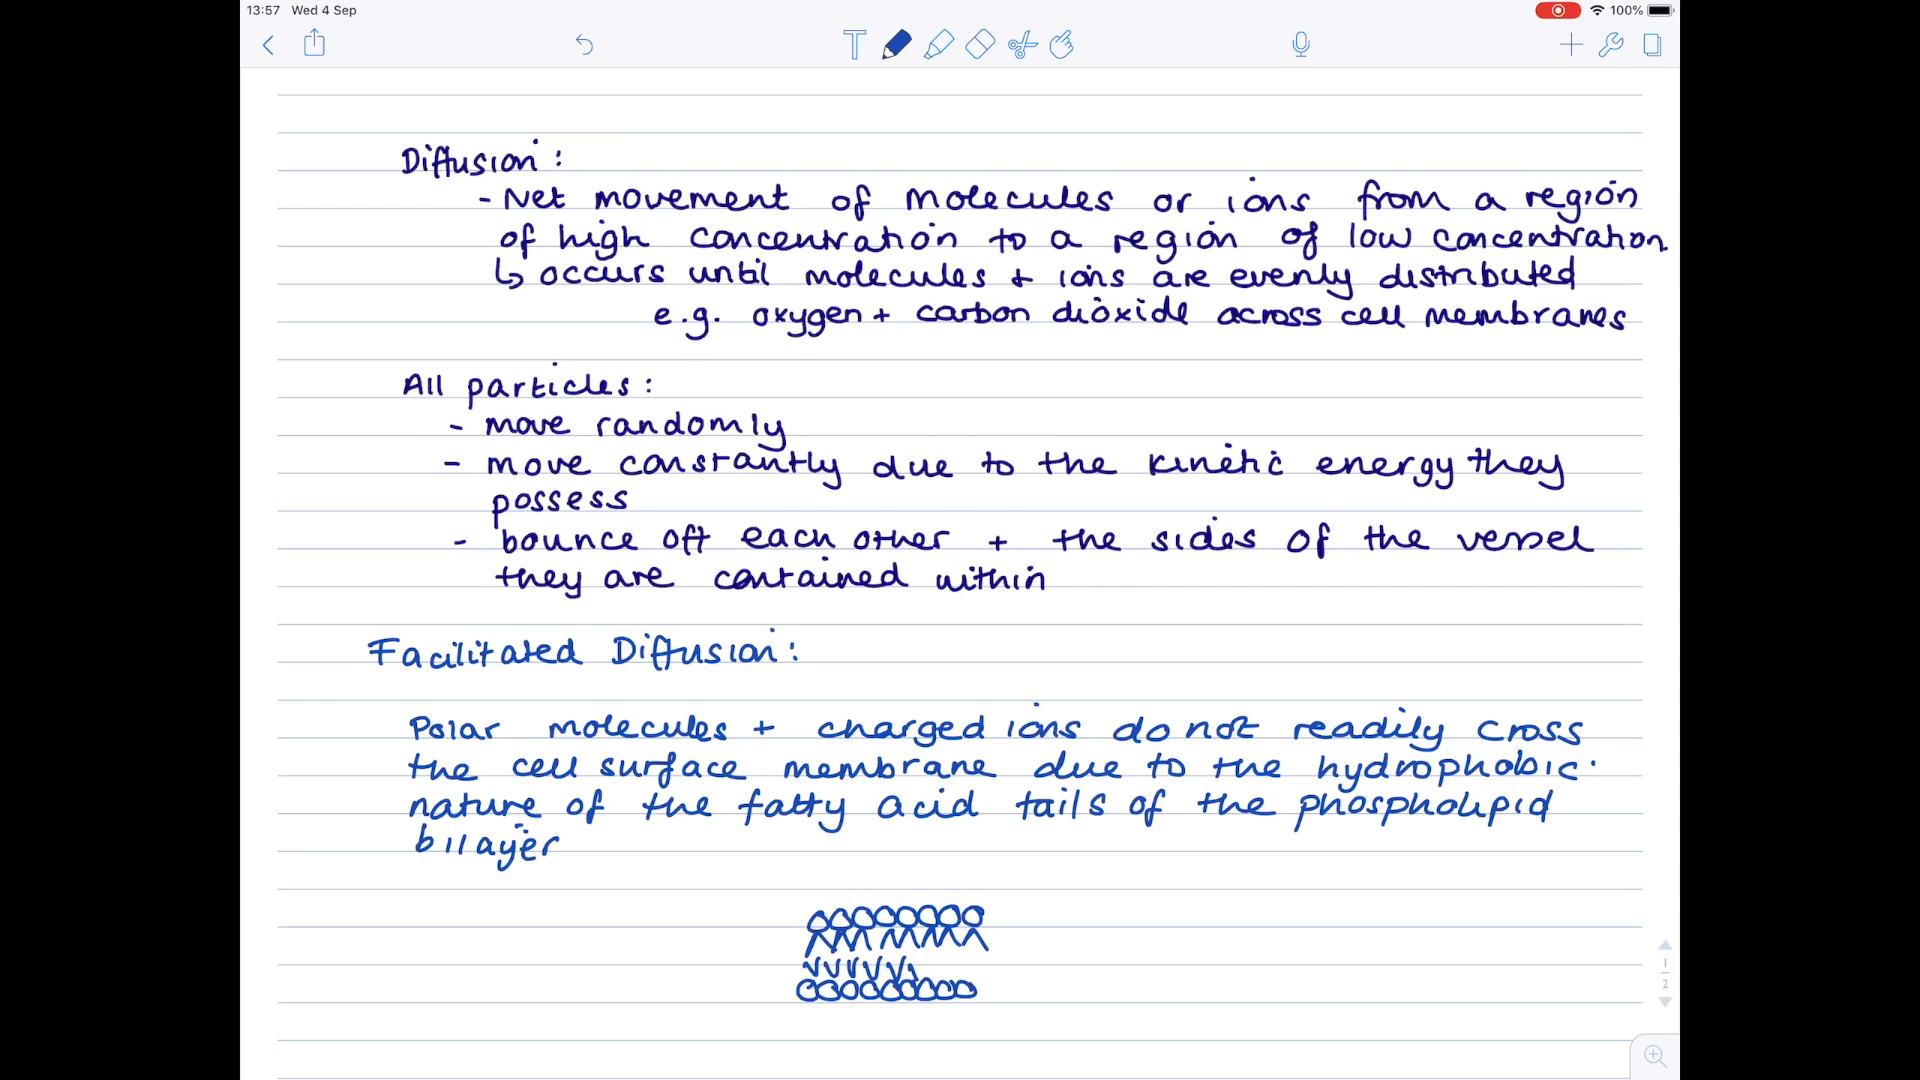 13:57 Wed 4 Sep
100%
T
Diffusion :
- Net movement of molecules or ions from a region
of high concentration to a region of low concentration
↳ occurs until molecules + ions are evenly distributed
e.g. oxygen + carbon dioxide across cell membranes
All particles :
- move randomly
- move constantly due to the kinetic energy they
possess
- bounce off each other + the sides of the vessel
they are contained within
Facilitated Diffusion :
Polar molecules + charged ions do not readily cross
the cell surface membrane due to the hydrophobic
nature of the fatty acid tails of the phospholipid
bilayer
1
2